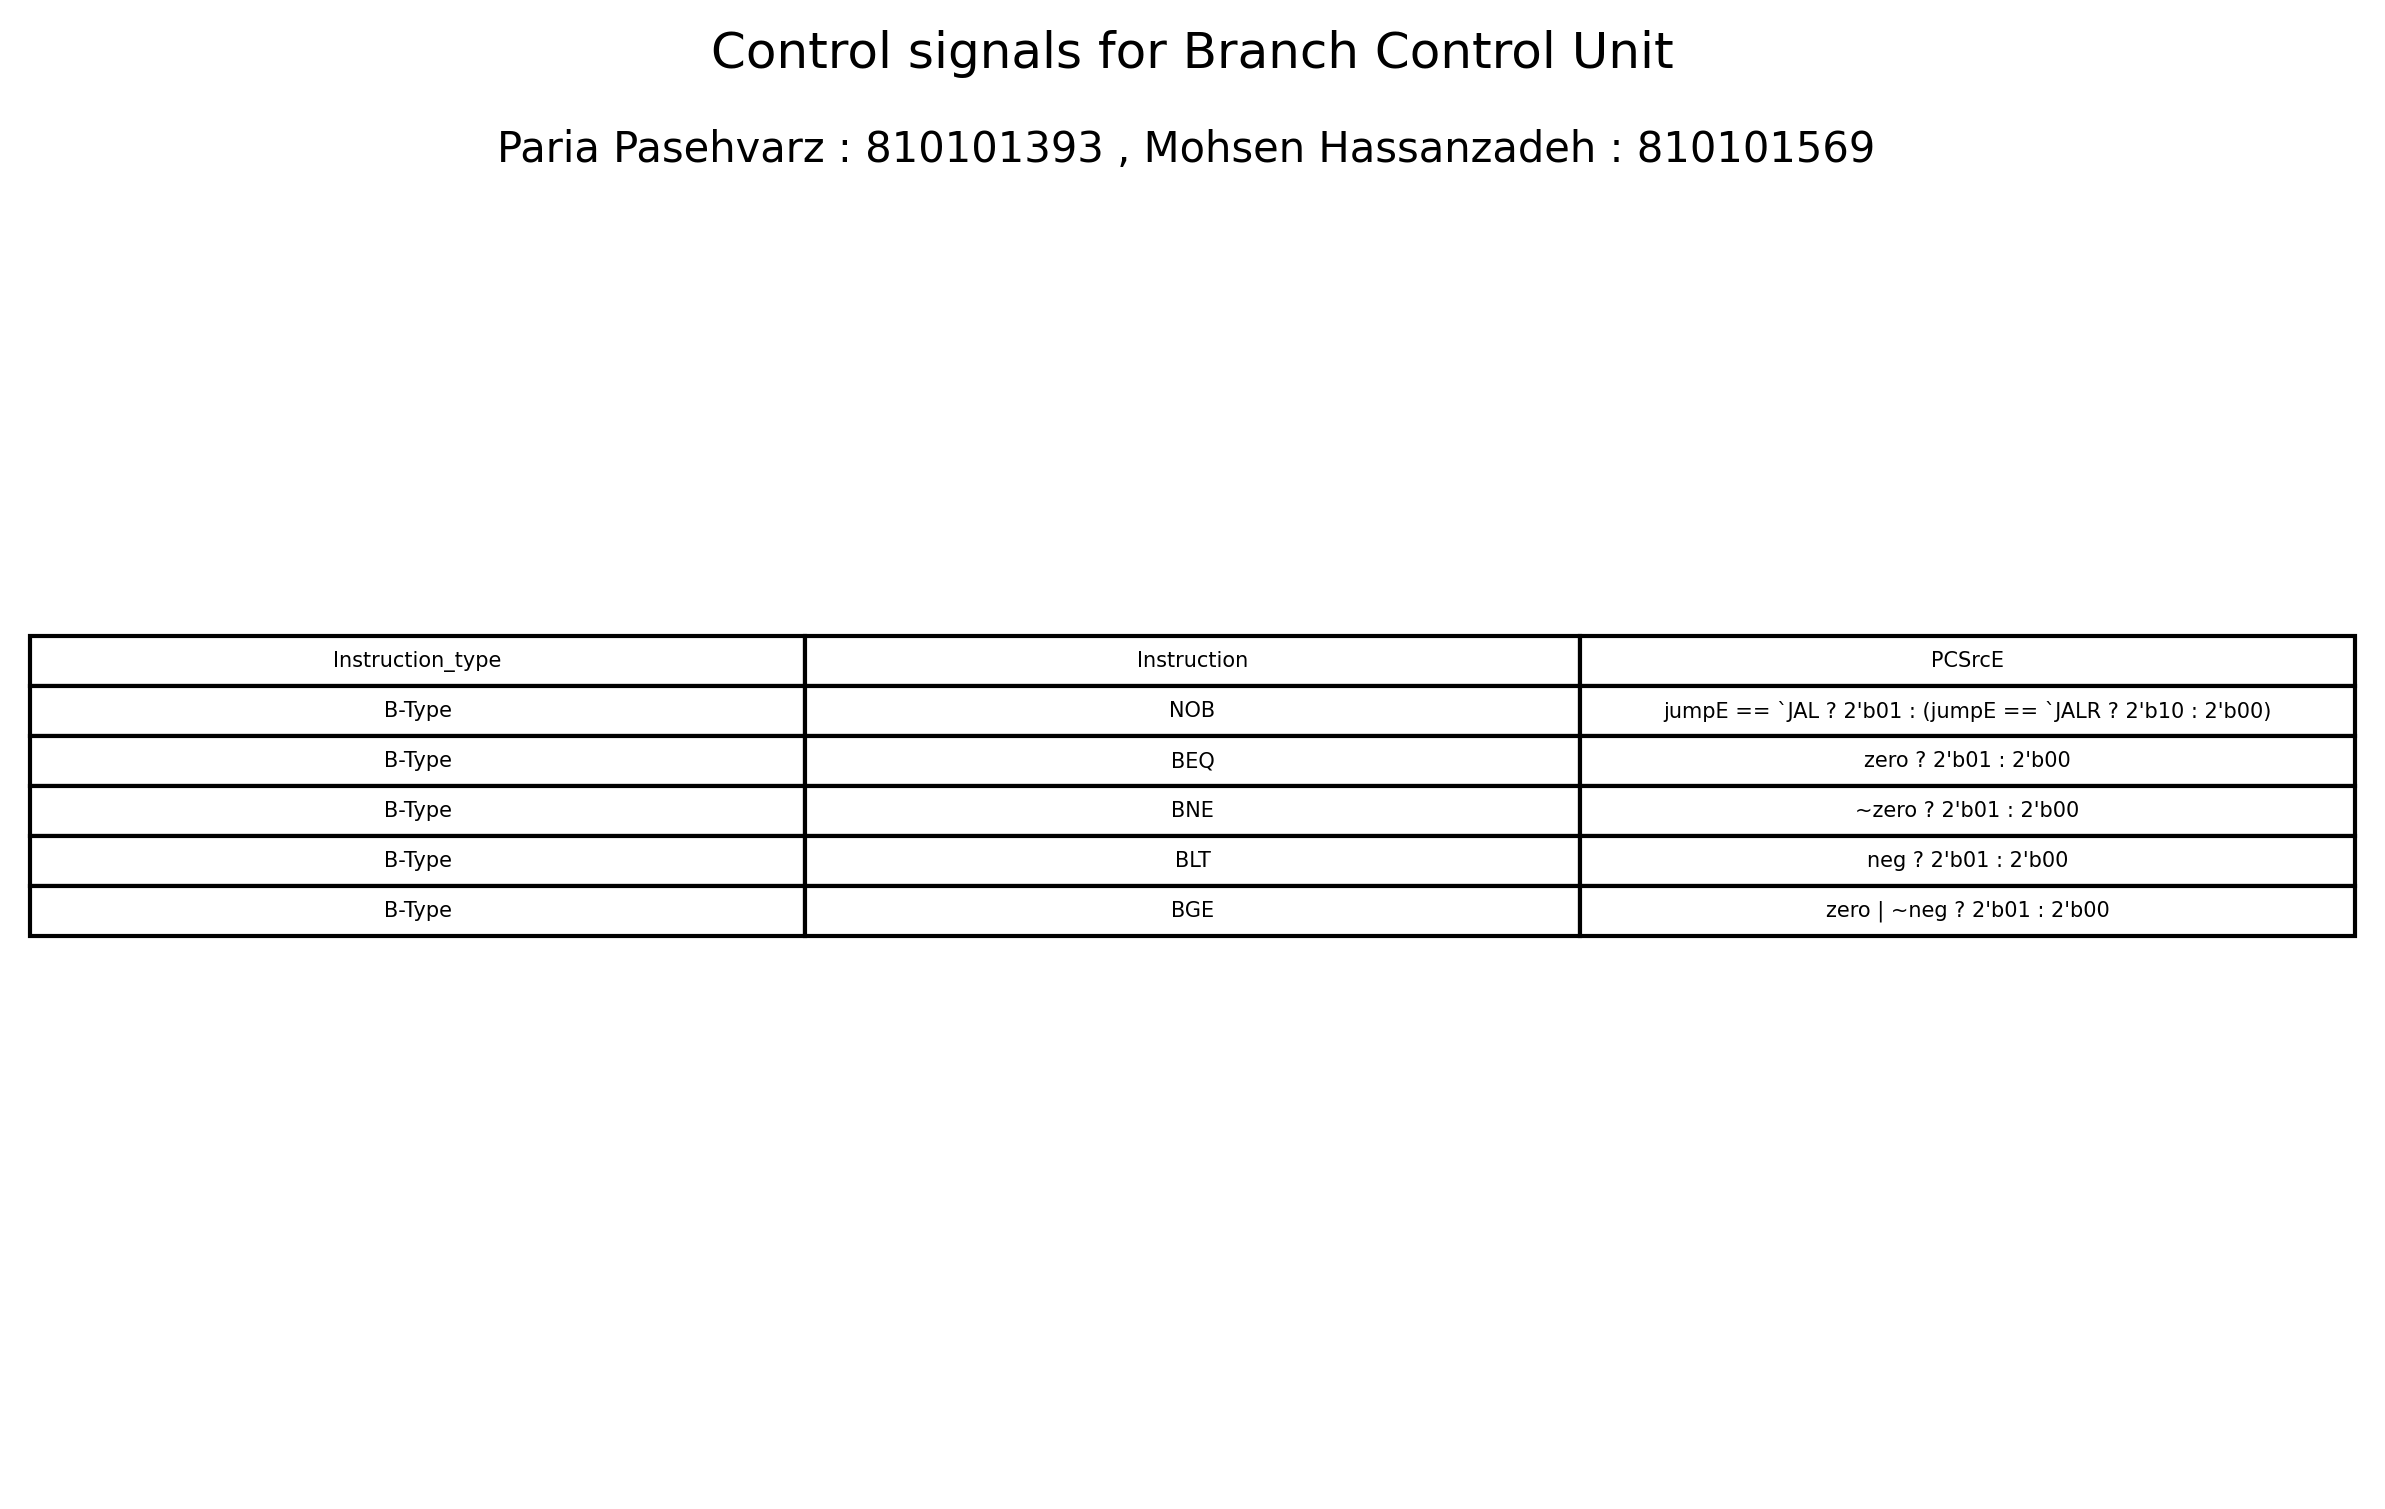 Control signals for Branch Control Unit
Paria Pasehvarz : 810101393 , Mohsen Hassanzadeh : 810101569
Instruction_type Instruction PCSrcE
B-Type NOB jumpE == `JAL ? 2'b01 : (jumpE == `JALR ? 2'b10 : 2'b00)
B-Type BEQ zero ? 2'b01 : 2'b00
B-Type BNE ~zero ? 2'b01 : 2'b00
B-Type BLT neg ? 2'b01 : 2'b00
B-Type BGE zero | ~neg ? 2'b01 : 2'b00